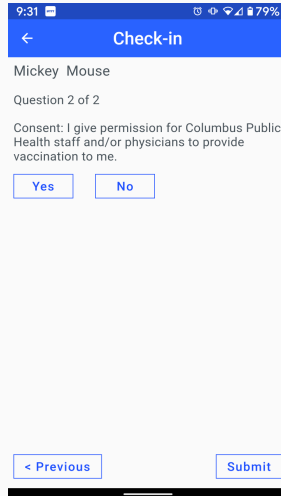 9:31 79%
← Check-in
Mickey Mouse
Question 2 of 2
Consent: I give permission for Columbus Public
Health staff and/or physicians to provide
vaccination to me.
Yes No
< Previous Submit